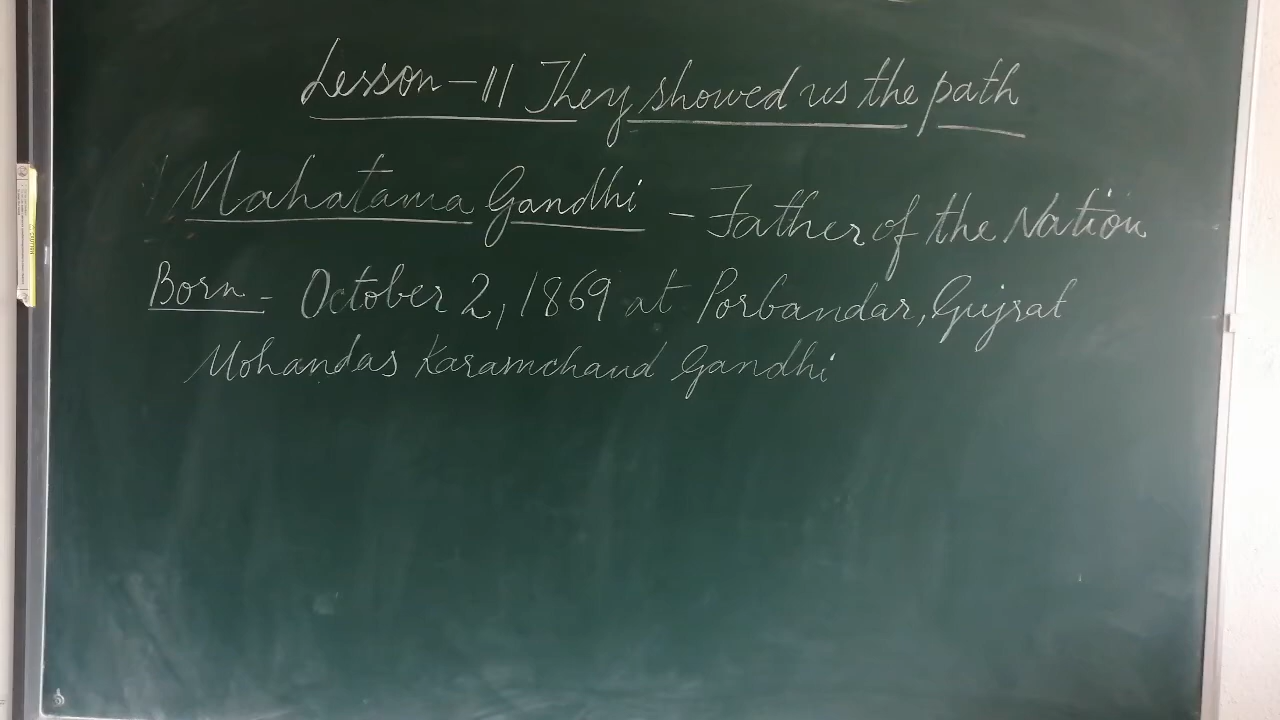 Lesson - 11 They showed us the path
Mahatama Gandhi - Father of the Nation
Born - October 2, 1869 at Porbandar, Gujrat
Mohandas Karamchand Gandhi